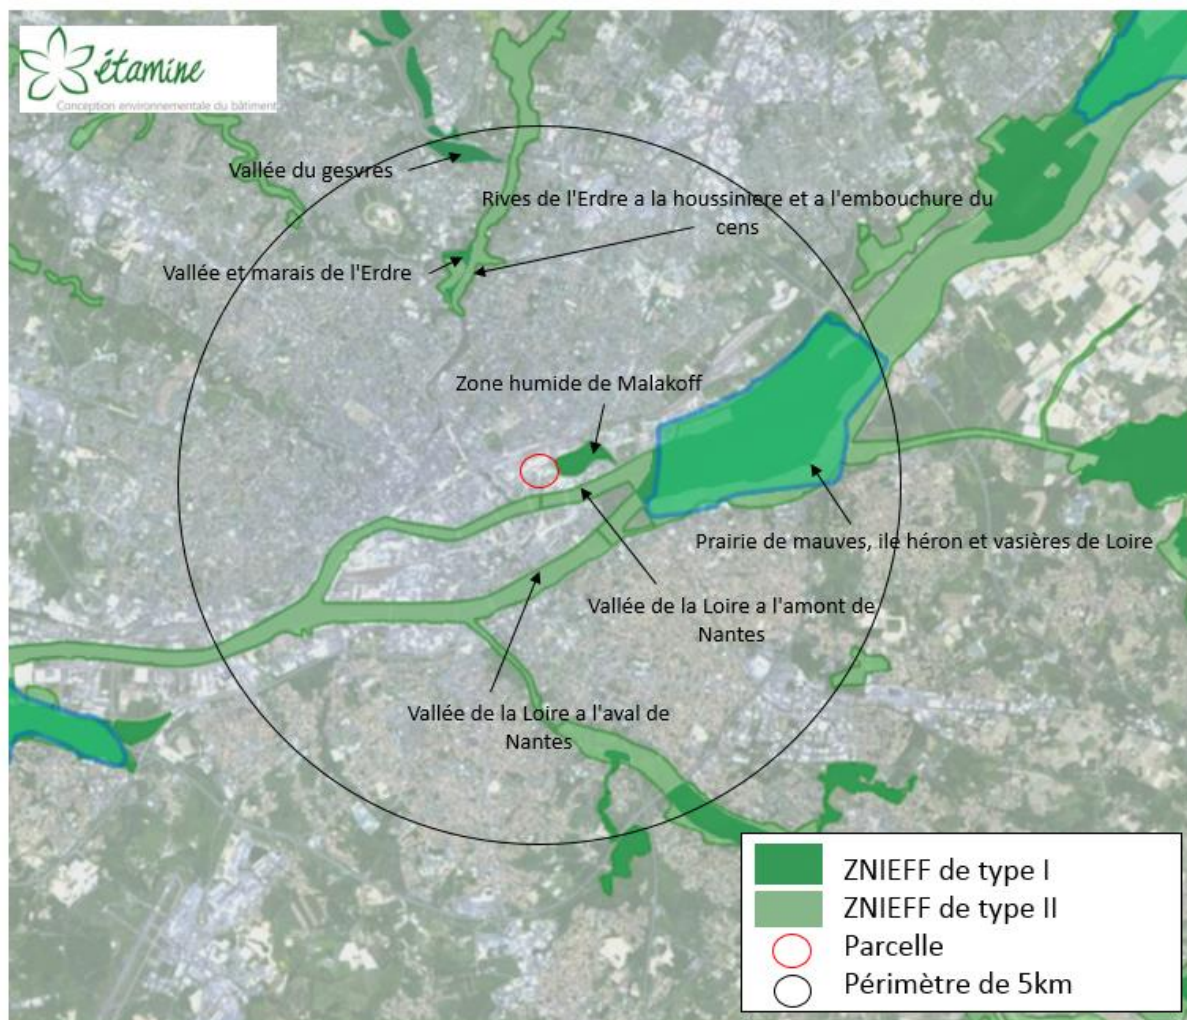 étamine
Conception environnementale du bâtiment
Vallée du gesvres
Rives de l'Erdre a la houssiniere et a l'embouchure du
cens
Vallée et marais de l'Erdre
Zone humide de Malakoff
Prairie de mauves, ile héron et vasières de Loire
Vallée de la Loire a l'amont de
Nantes
Vallée de la Loire a l'aval de
Nantes
ZNIEFF de type I
ZNIEFF de type II
Parcelle
Périmètre de 5km